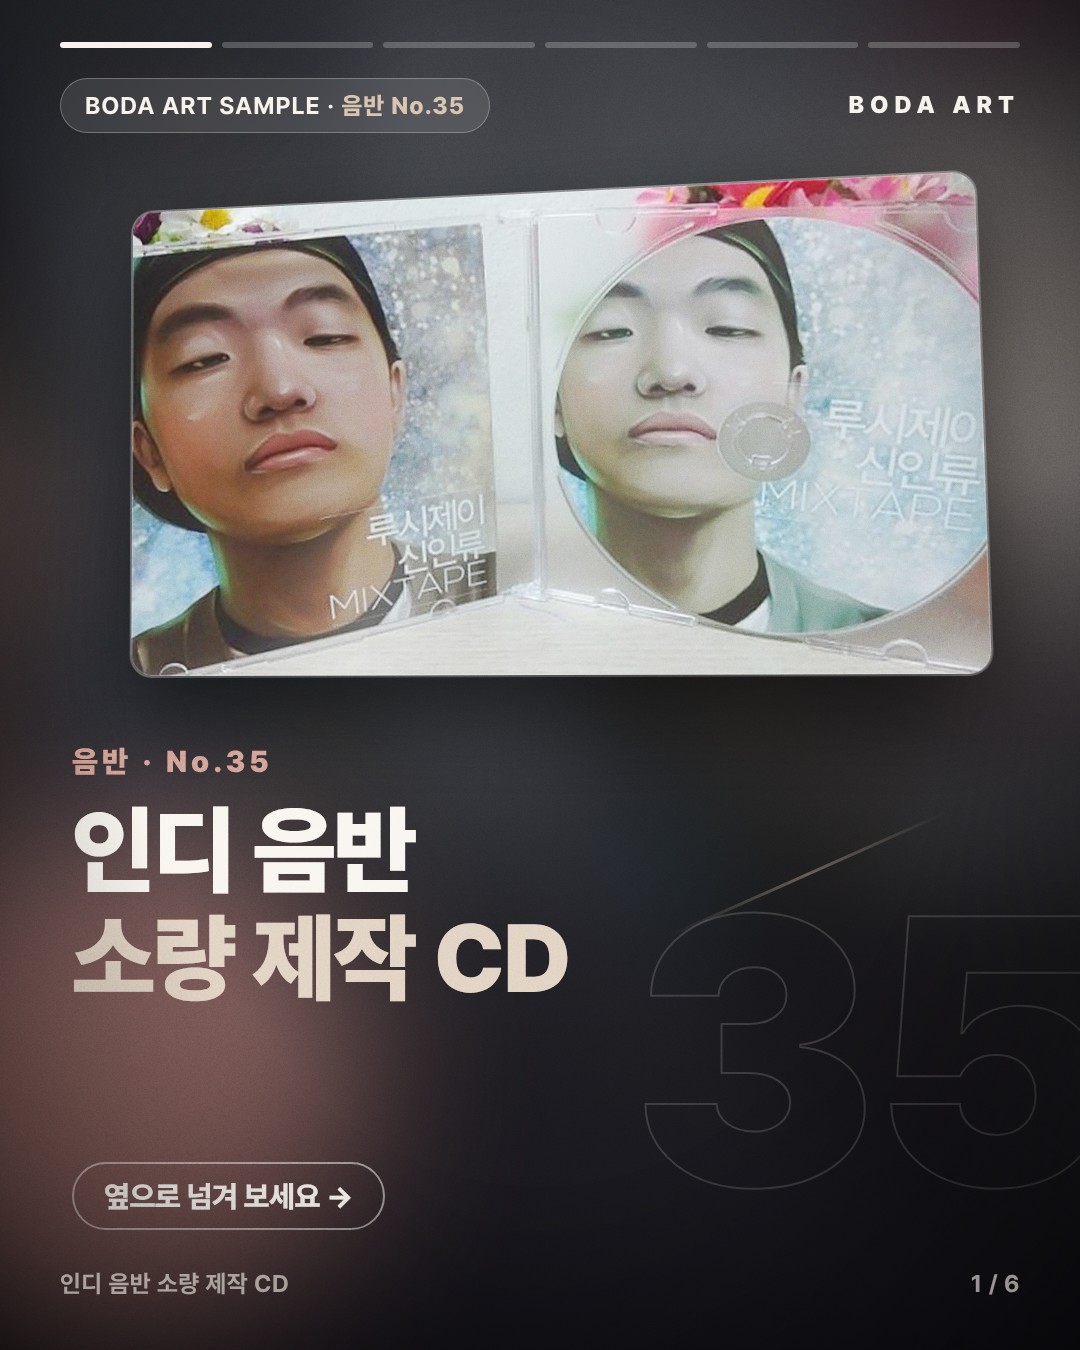 BODA ART SAMPLE · 음반 No.35
BODA ART
루시제이
신인류
MIXTAPE
루시제이
신인류
MIXTAPE
음반 · No.35
인디 음반
소량 제작 CD
35
옆으로 넘겨 보세요 →
인디 음반 소량 제작 CD
1 / 6